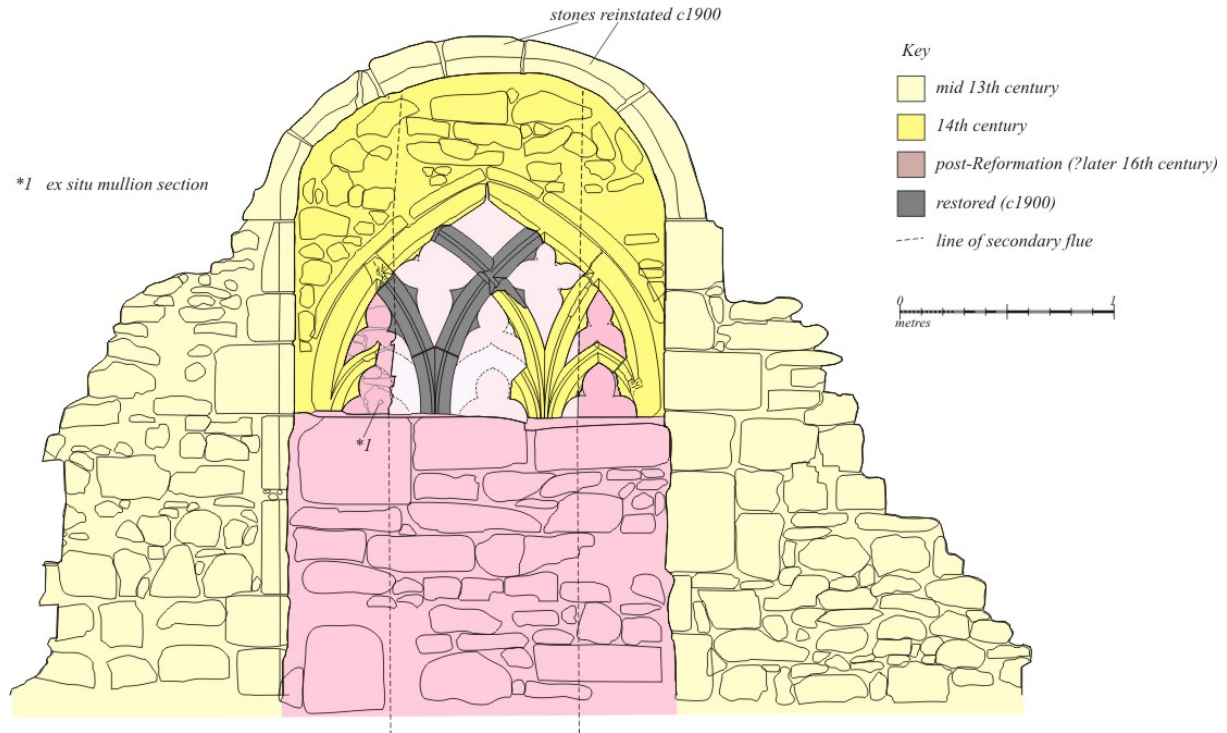 stones reinstated c1900
Key
mid 13th century
14th century
*1 ex situ mullion section
post-Reformation (?later 16th century)
restored (c1900)
line of secondary flue
0 1
metres
*1